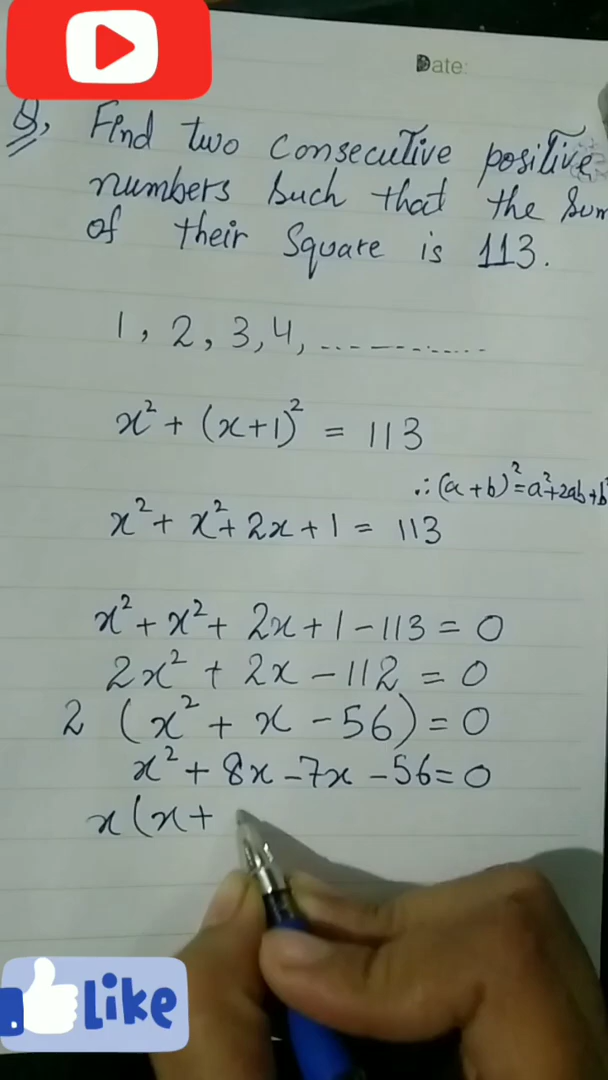 Date:
Q, Find two consecutive positive
numbers such that the sum
of their square is 113.
1, 2, 3, 4, ..............
x² + (x+1)² = 113
∴ (a+b)² = a²+2ab+b²
x² + x² + 2x + 1 = 113
x² + x² + 2x + 1 - 113 = 0
2x² + 2x - 112 = 0
2 (x² + x - 56) = 0
x² + 8x - 7x - 56 = 0
x (x +
Like